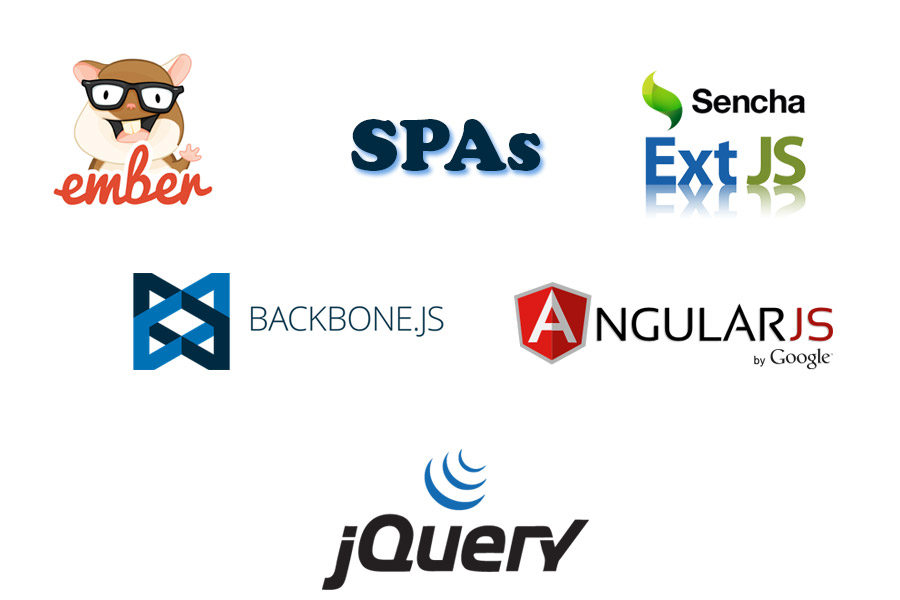 ember
SPAs
Sencha
Ext JS
BACKBONE.JS
ANGULARJS
by Google
jQuery